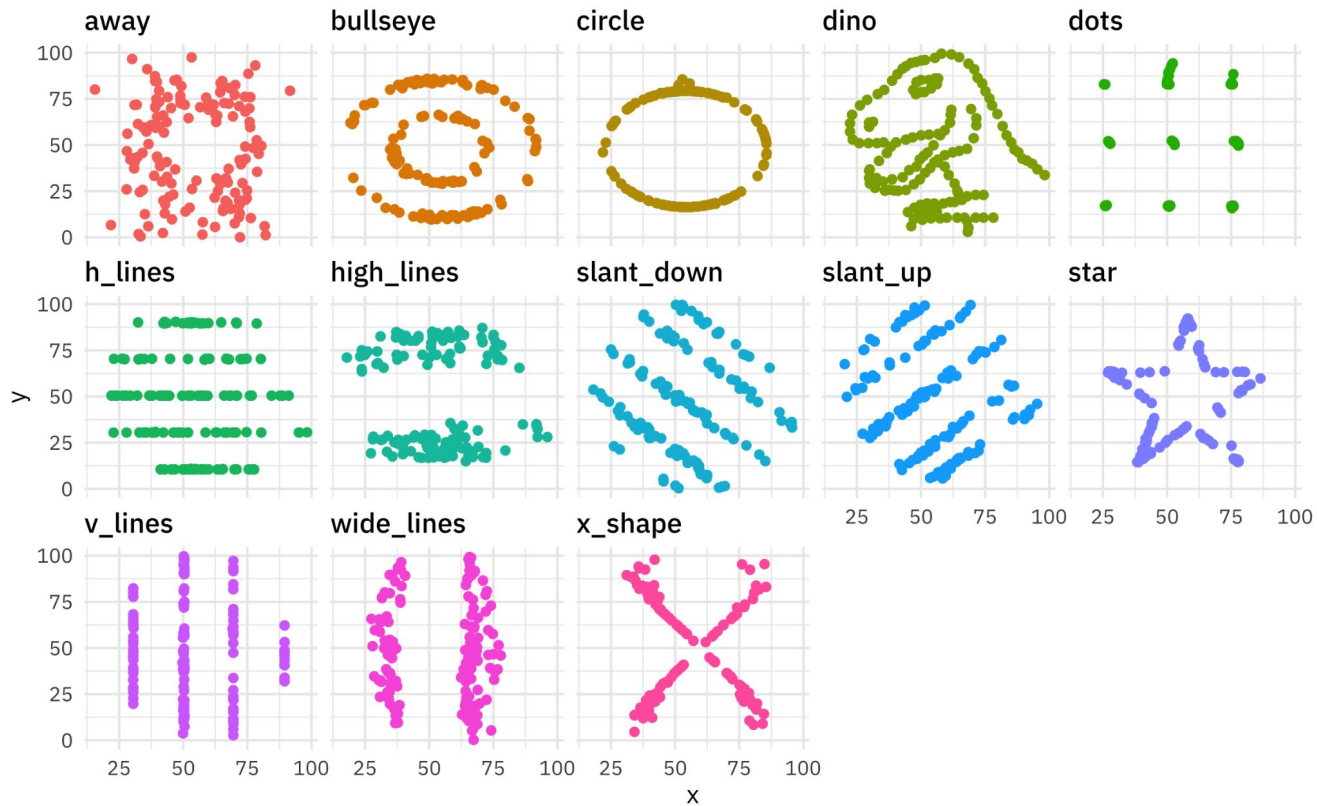 away bullseye circle dino dots
100
75
50
25
0
h_lines high_lines slant_down slant_up star
100
75
50
25
0
25 50 75 100 25 50 75 100
v_lines wide_lines x_shape
100
75
50
25
0
25 50 75 100 25 50 75 100 25 50 75 100
x
y